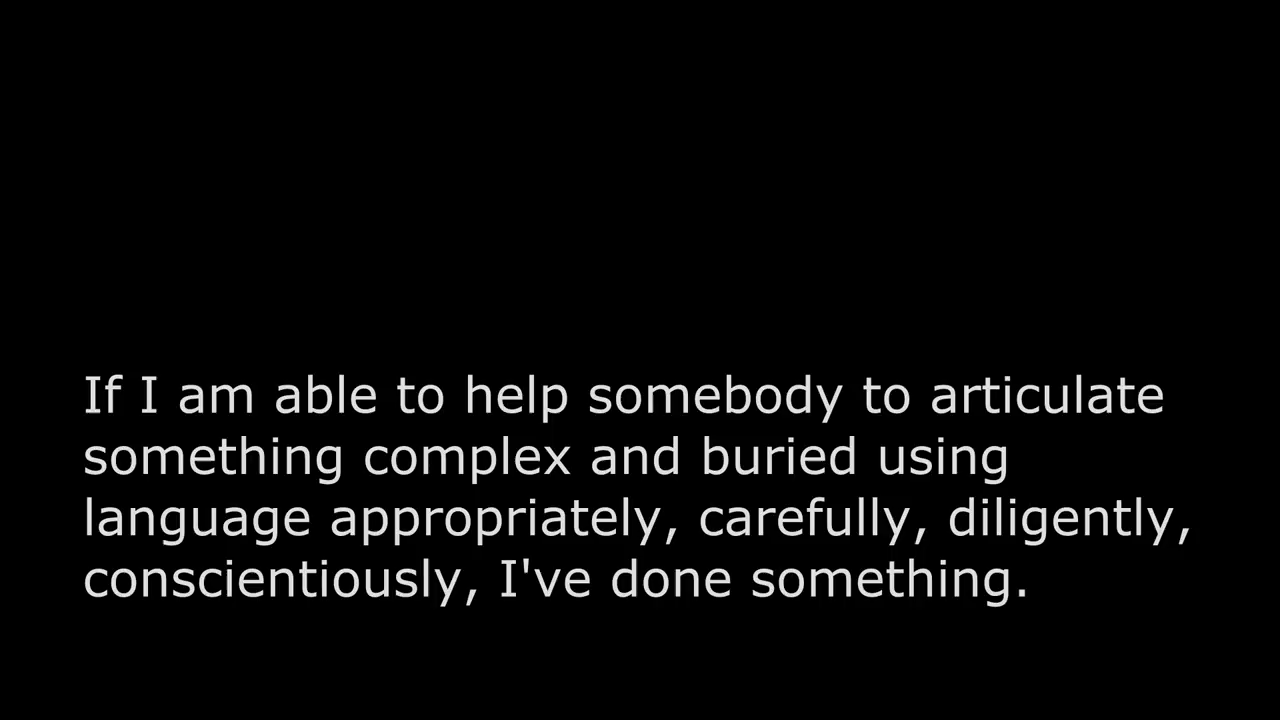 If I am able to help somebody to articulate
something complex and buried using
language appropriately, carefully, diligently,
conscientiously, I've done something.